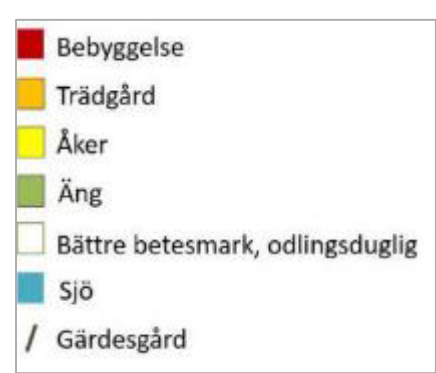 Bebyggelse
Trädgård
Åker
Äng
Bättre betesmark, odlingsduglig
Sjö
Gärdesgård